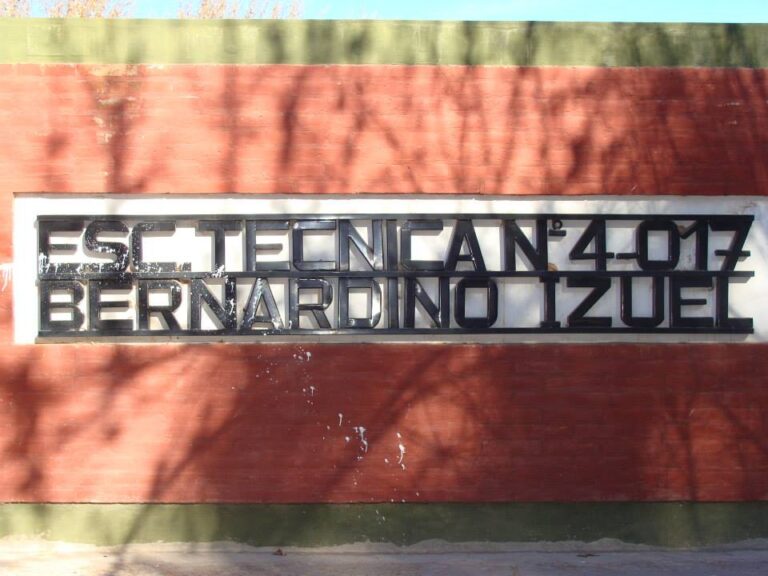 ESC. TECNICA Nº 4-017
BERNARDINO IZUEL